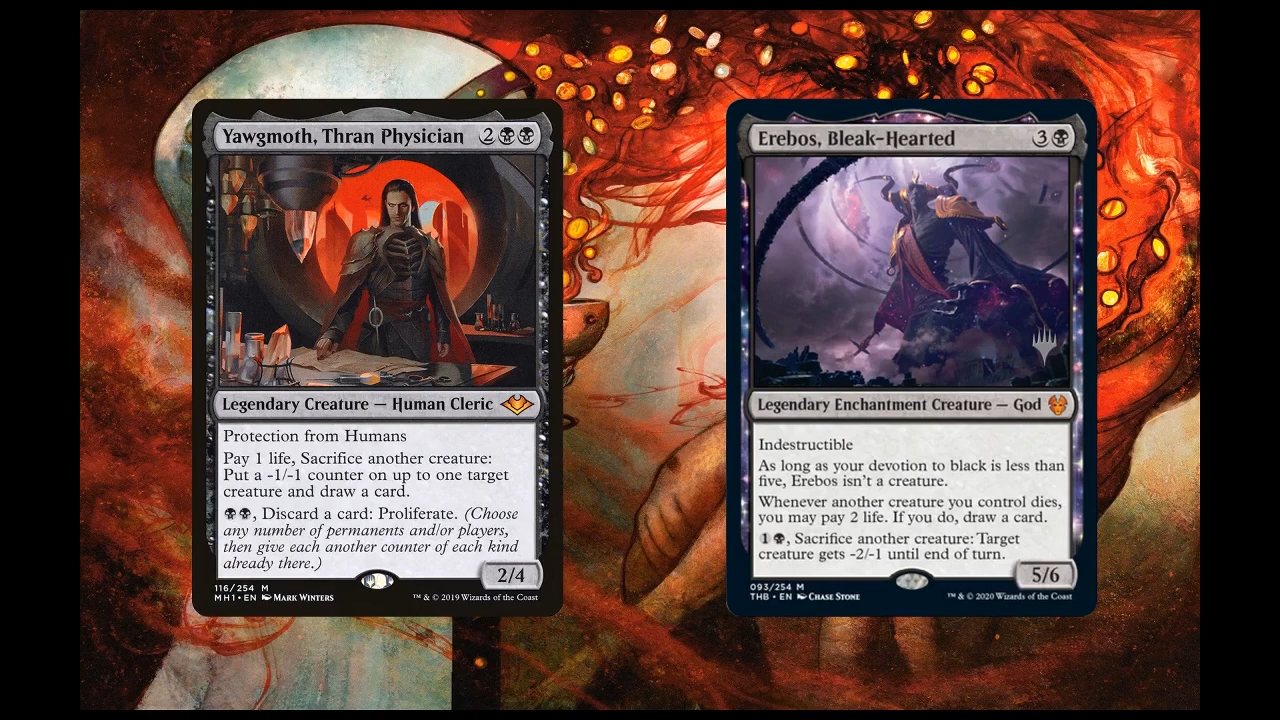 Yawgmoth, Thran Physician 2
Legendary Creature — Human Cleric
Protection from Humans
Pay 1 life, Sacrifice another creature:
Put a -1/-1 counter on up to one target
creature and draw a card.
, Discard a card: Proliferate. (Choose
any number of permanents and/or players,
then give each another counter of each kind
already there.)
2/4
116/254 M
MH1 • EN Mark Winters
™ & © 2019 Wizards of the Coast
Erebos, Bleak-Hearted 3
Legendary Enchantment Creature — God
Indestructible
As long as your devotion to black is less than
five, Erebos isn't a creature.
Whenever another creature you control dies,
you may pay 2 life. If you do, draw a card.
1, Sacrifice another creature: Target
creature gets -2/-1 until end of turn.
5/6
093/254 M
THB • EN Chase Stone
™ & © 2020 Wizards of the Coast